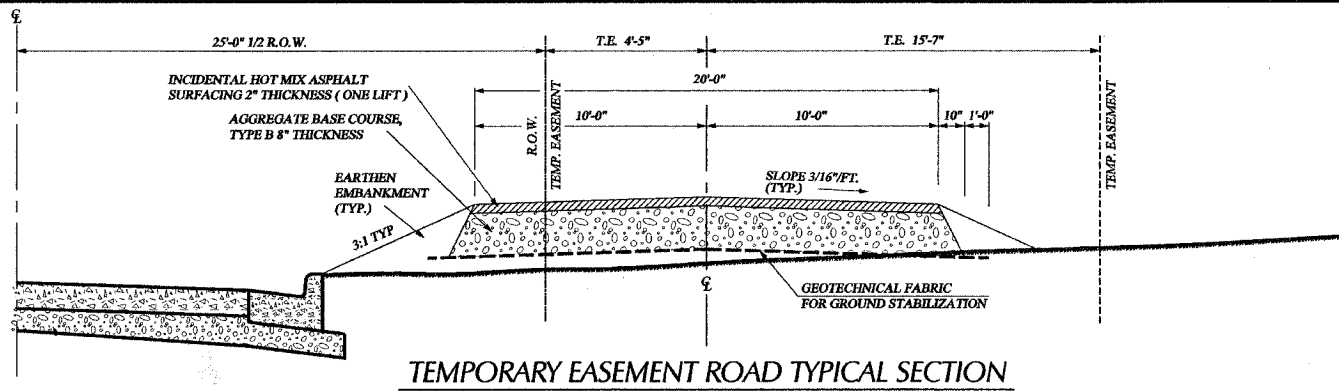 ℄
25'-0" 1/2 R.O.W.
T.E. 4'-5"
T.E. 15'-7"
INCIDENTAL HOT MIX ASPHALT
SURFACING 2" THICKNESS ( ONE LIFT )
20'-0"
AGGREGATE BASE COURSE,
TYPE B 8" THICKNESS
10'-0"
10'-0"
10"
1'-0"
R.O.W.
TEMP. EASEMENT
TEMP. EASEMENT
EARTHEN
EMBANKMENT
(TYP.)
SLOPE 3/16"/FT.
(TYP.)
3:1 TYP
℄
GEOTECHNICAL FABRIC
FOR GROUND STABILIZATION
TEMPORARY EASEMENT ROAD TYPICAL SECTION